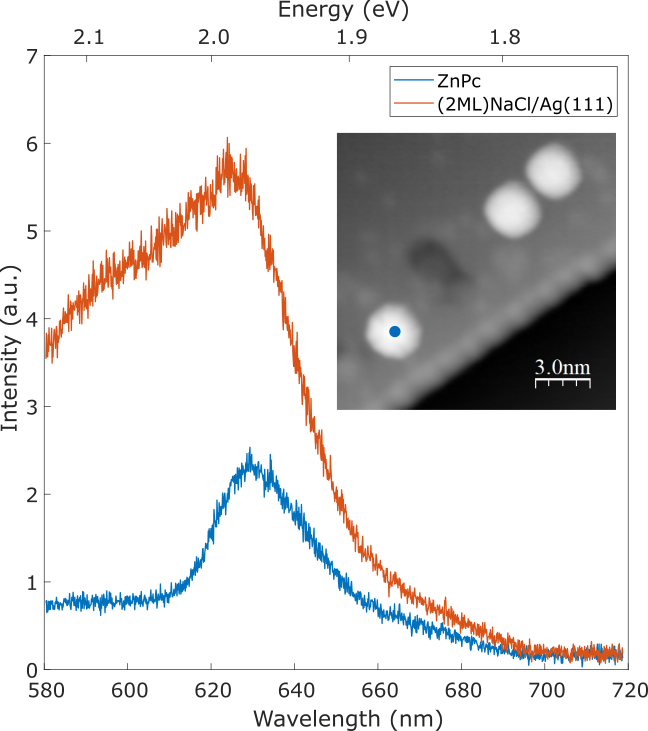 Energy (eV)
2.1 2.0 1.9 1.8
7
6
5
4
3
2
1
0
Intensity (a.u.)
ZnPc
(2ML)NaCl/Ag(111)
3.0nm
580 600 620 640 660 680 700 720
Wavelength (nm)